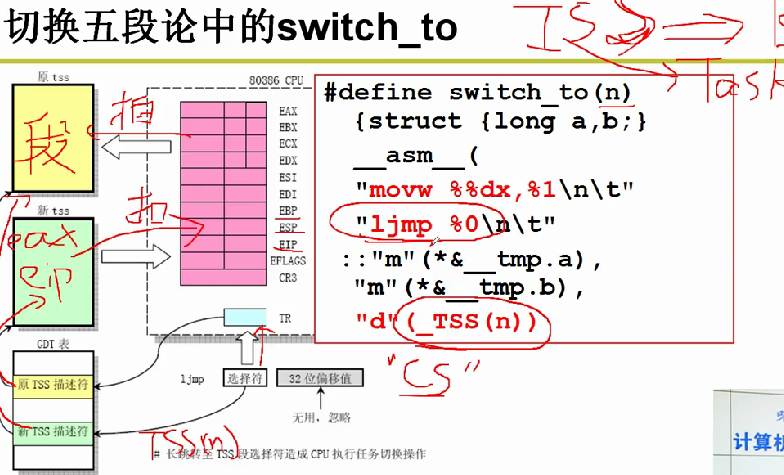 切换五段论中的switch_to
TSS
Task
原 tss
段
拍
新 tss
eax
eip
扣
80386 CPU
EAX
EBX
ECX
EDX
ESI
EDI
EBP
ESP
EIP
EFLAGS
CR3
TR
#define switch_to(n)
{struct {long a,b;}
__asm__(
"movw %%dx,%1\n\t"
"ljmp %0\n\t"
::"m"(*&__tmp.a),
"m"(*&__tmp.b),
"d"(_TSS(n))
"CS"
GDT 表
原 TSS 描述符
新 TSS 描述符
TSS(n)
ljmp
选择符
32 位偏移值
无用，忽略
# 长跳转至 TSS 段选择符造成 CPU 执行任务切换操作
计算机